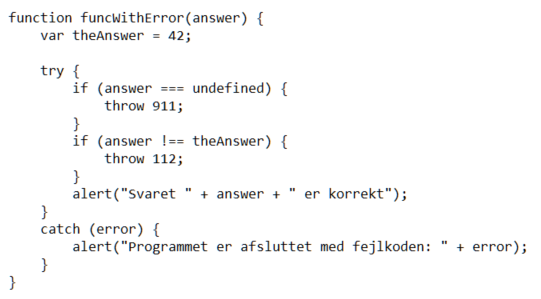 function funcWithError(answer) {
    var theAnswer = 42;

    try {
        if (answer === undefined) {
            throw 911;
        }
        if (answer !== theAnswer) {
            throw 112;
        }
        alert("Svaret " + answer + " er korrekt");
    }
    catch (error) {
        alert("Programmet er afsluttet med fejlkoden: " + error);
    }
}